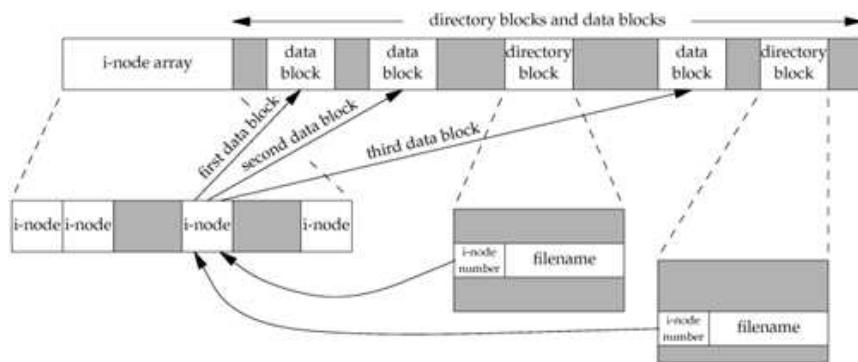 directory blocks and data blocks
i-node array
data
block
data
block
directory
block
data
block
directory
block
first data block
second data block
third data block
i-node
i-node
i-node
i-node
i-node
number
filename
i-node
number
filename